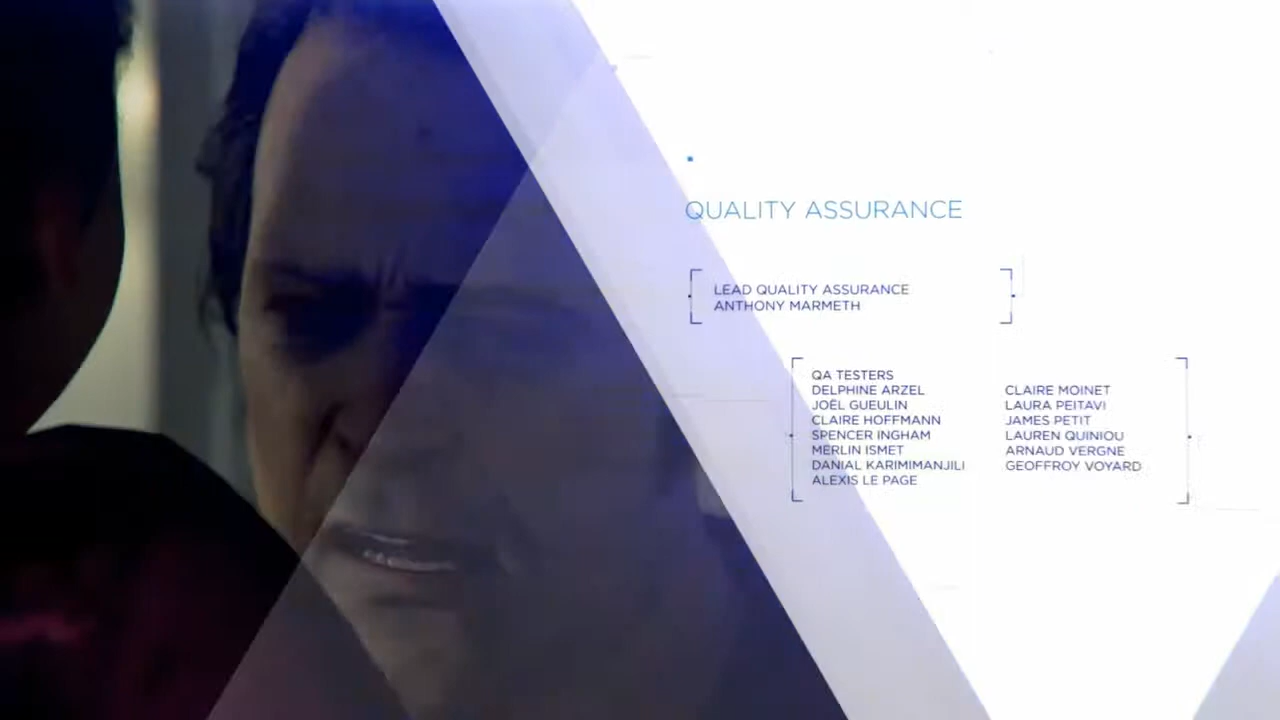 QUALITY ASSURANCE
LEAD QUALITY ASSURANCE
ANTHONY MARMETH
QA TESTERS
DELPHINE ARZEL
JOËL GUEULIN
CLAIRE HOFFMANN
SPENCER INGHAM
MERLIN ISMET
DANIAL KARIMIMANJILI
ALEXIS LE PAGE
CLAIRE MOINET
LAURA PEITAVI
JAMES PETIT
LAUREN QUINIOU
ARNAUD VERGNE
GEOFFROY VOYARD